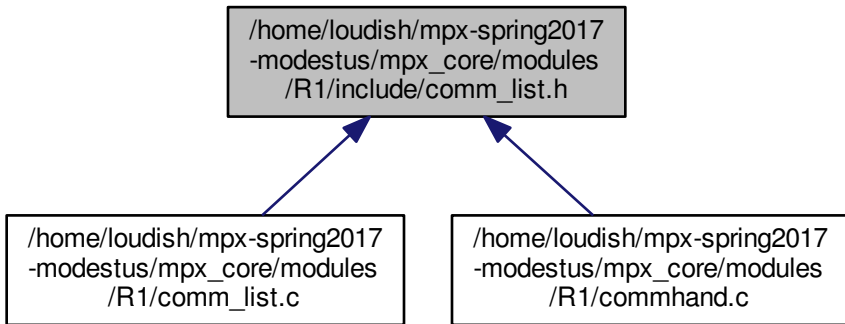 /home/loudish/mpx-spring2017
-modestus/mpx_core/modules
/R1/include/comm_list.h
/home/loudish/mpx-spring2017
-modestus/mpx_core/modules
/R1/comm_list.c
/home/loudish/mpx-spring2017
-modestus/mpx_core/modules
/R1/commhand.c